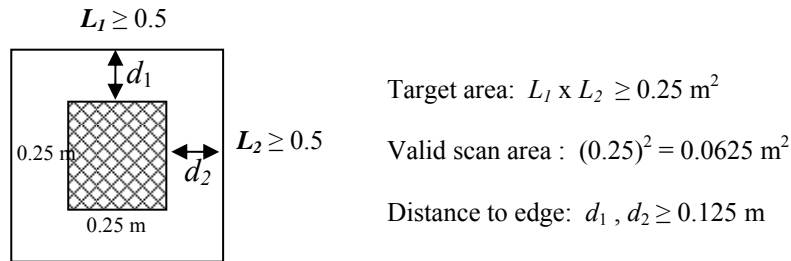 L₁ ≥ 0.5
d₁
Target area: L₁ x L₂ ≥ 0.25 m²
0.25 m
d₂
L₂ ≥ 0.5
Valid scan area : (0.25)² = 0.0625 m²
0.25 m
Distance to edge: d₁ , d₂ ≥ 0.125 m